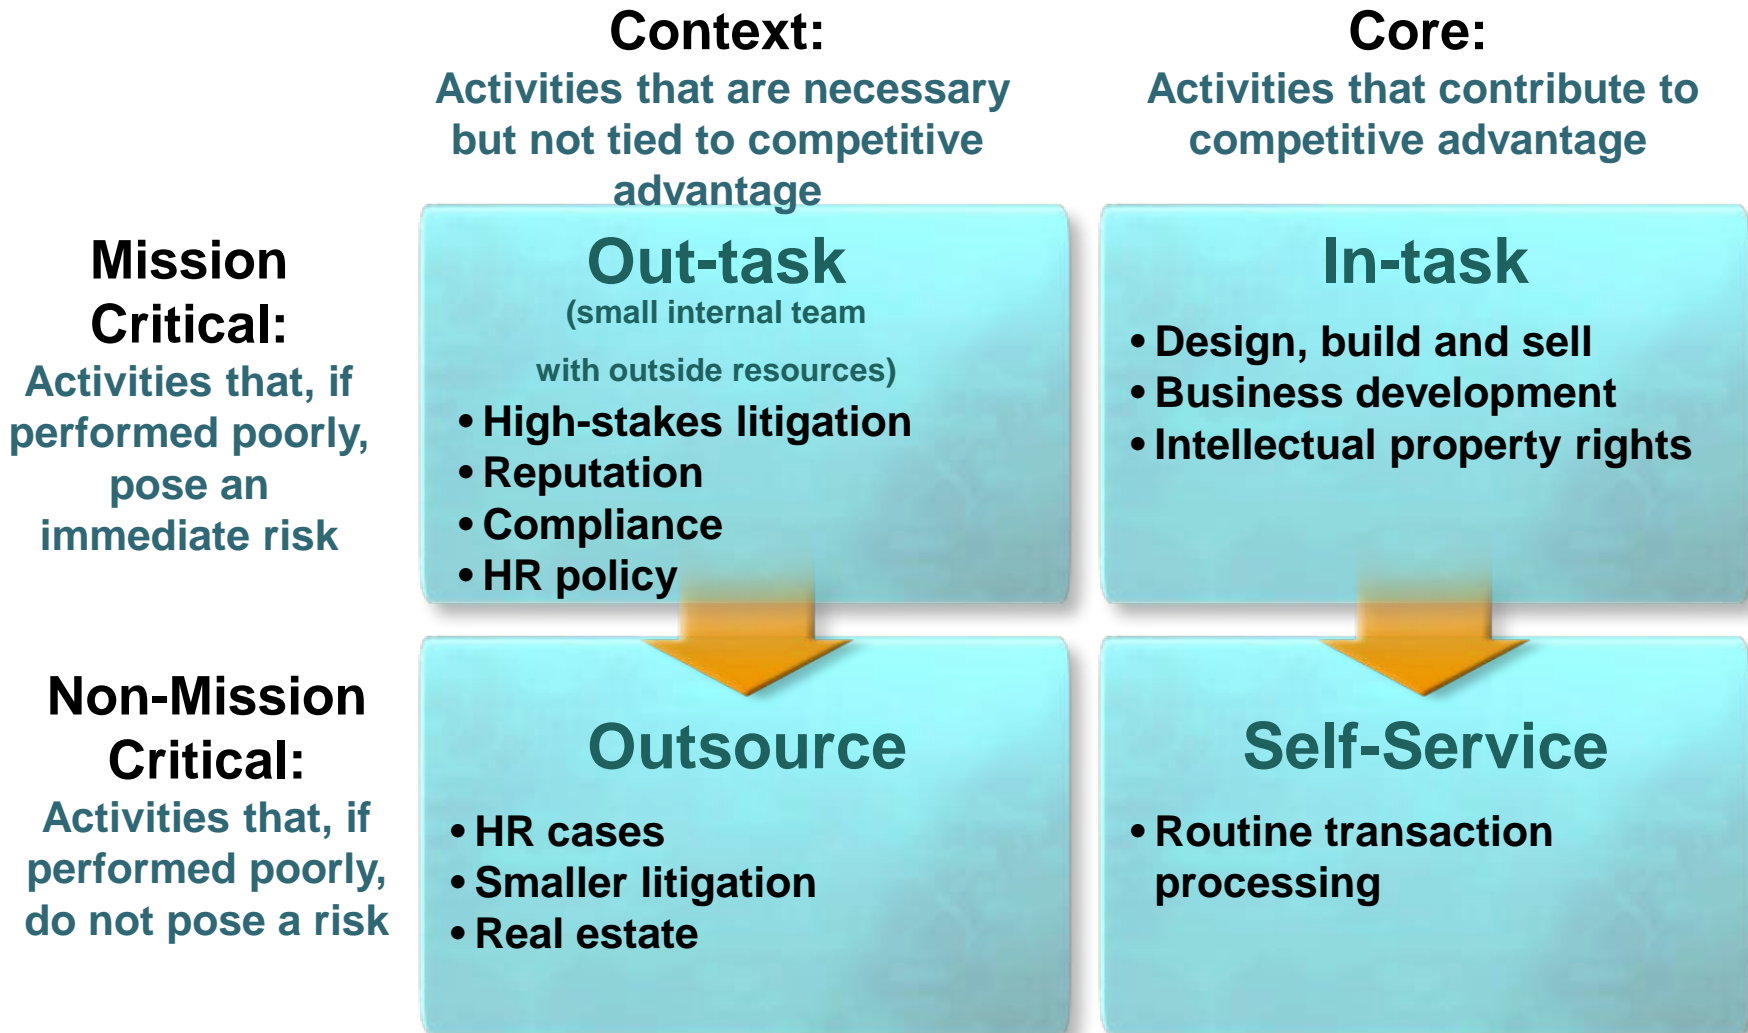 Context:
Activities that are necessary
but not tied to competitive
advantage
Core:
Activities that contribute to
competitive advantage
Mission
Critical:
Activities that, if
performed poorly,
pose an
immediate risk
Out-task
(small internal team
with outside resources)
• High-stakes litigation
• Reputation
• Compliance
• HR policy
In-task
• Design, build and sell
• Business development
• Intellectual property rights
Non-Mission
Critical:
Activities that, if
performed poorly,
do not pose a risk
Outsource
• HR cases
• Smaller litigation
• Real estate
Self-Service
• Routine transaction
processing